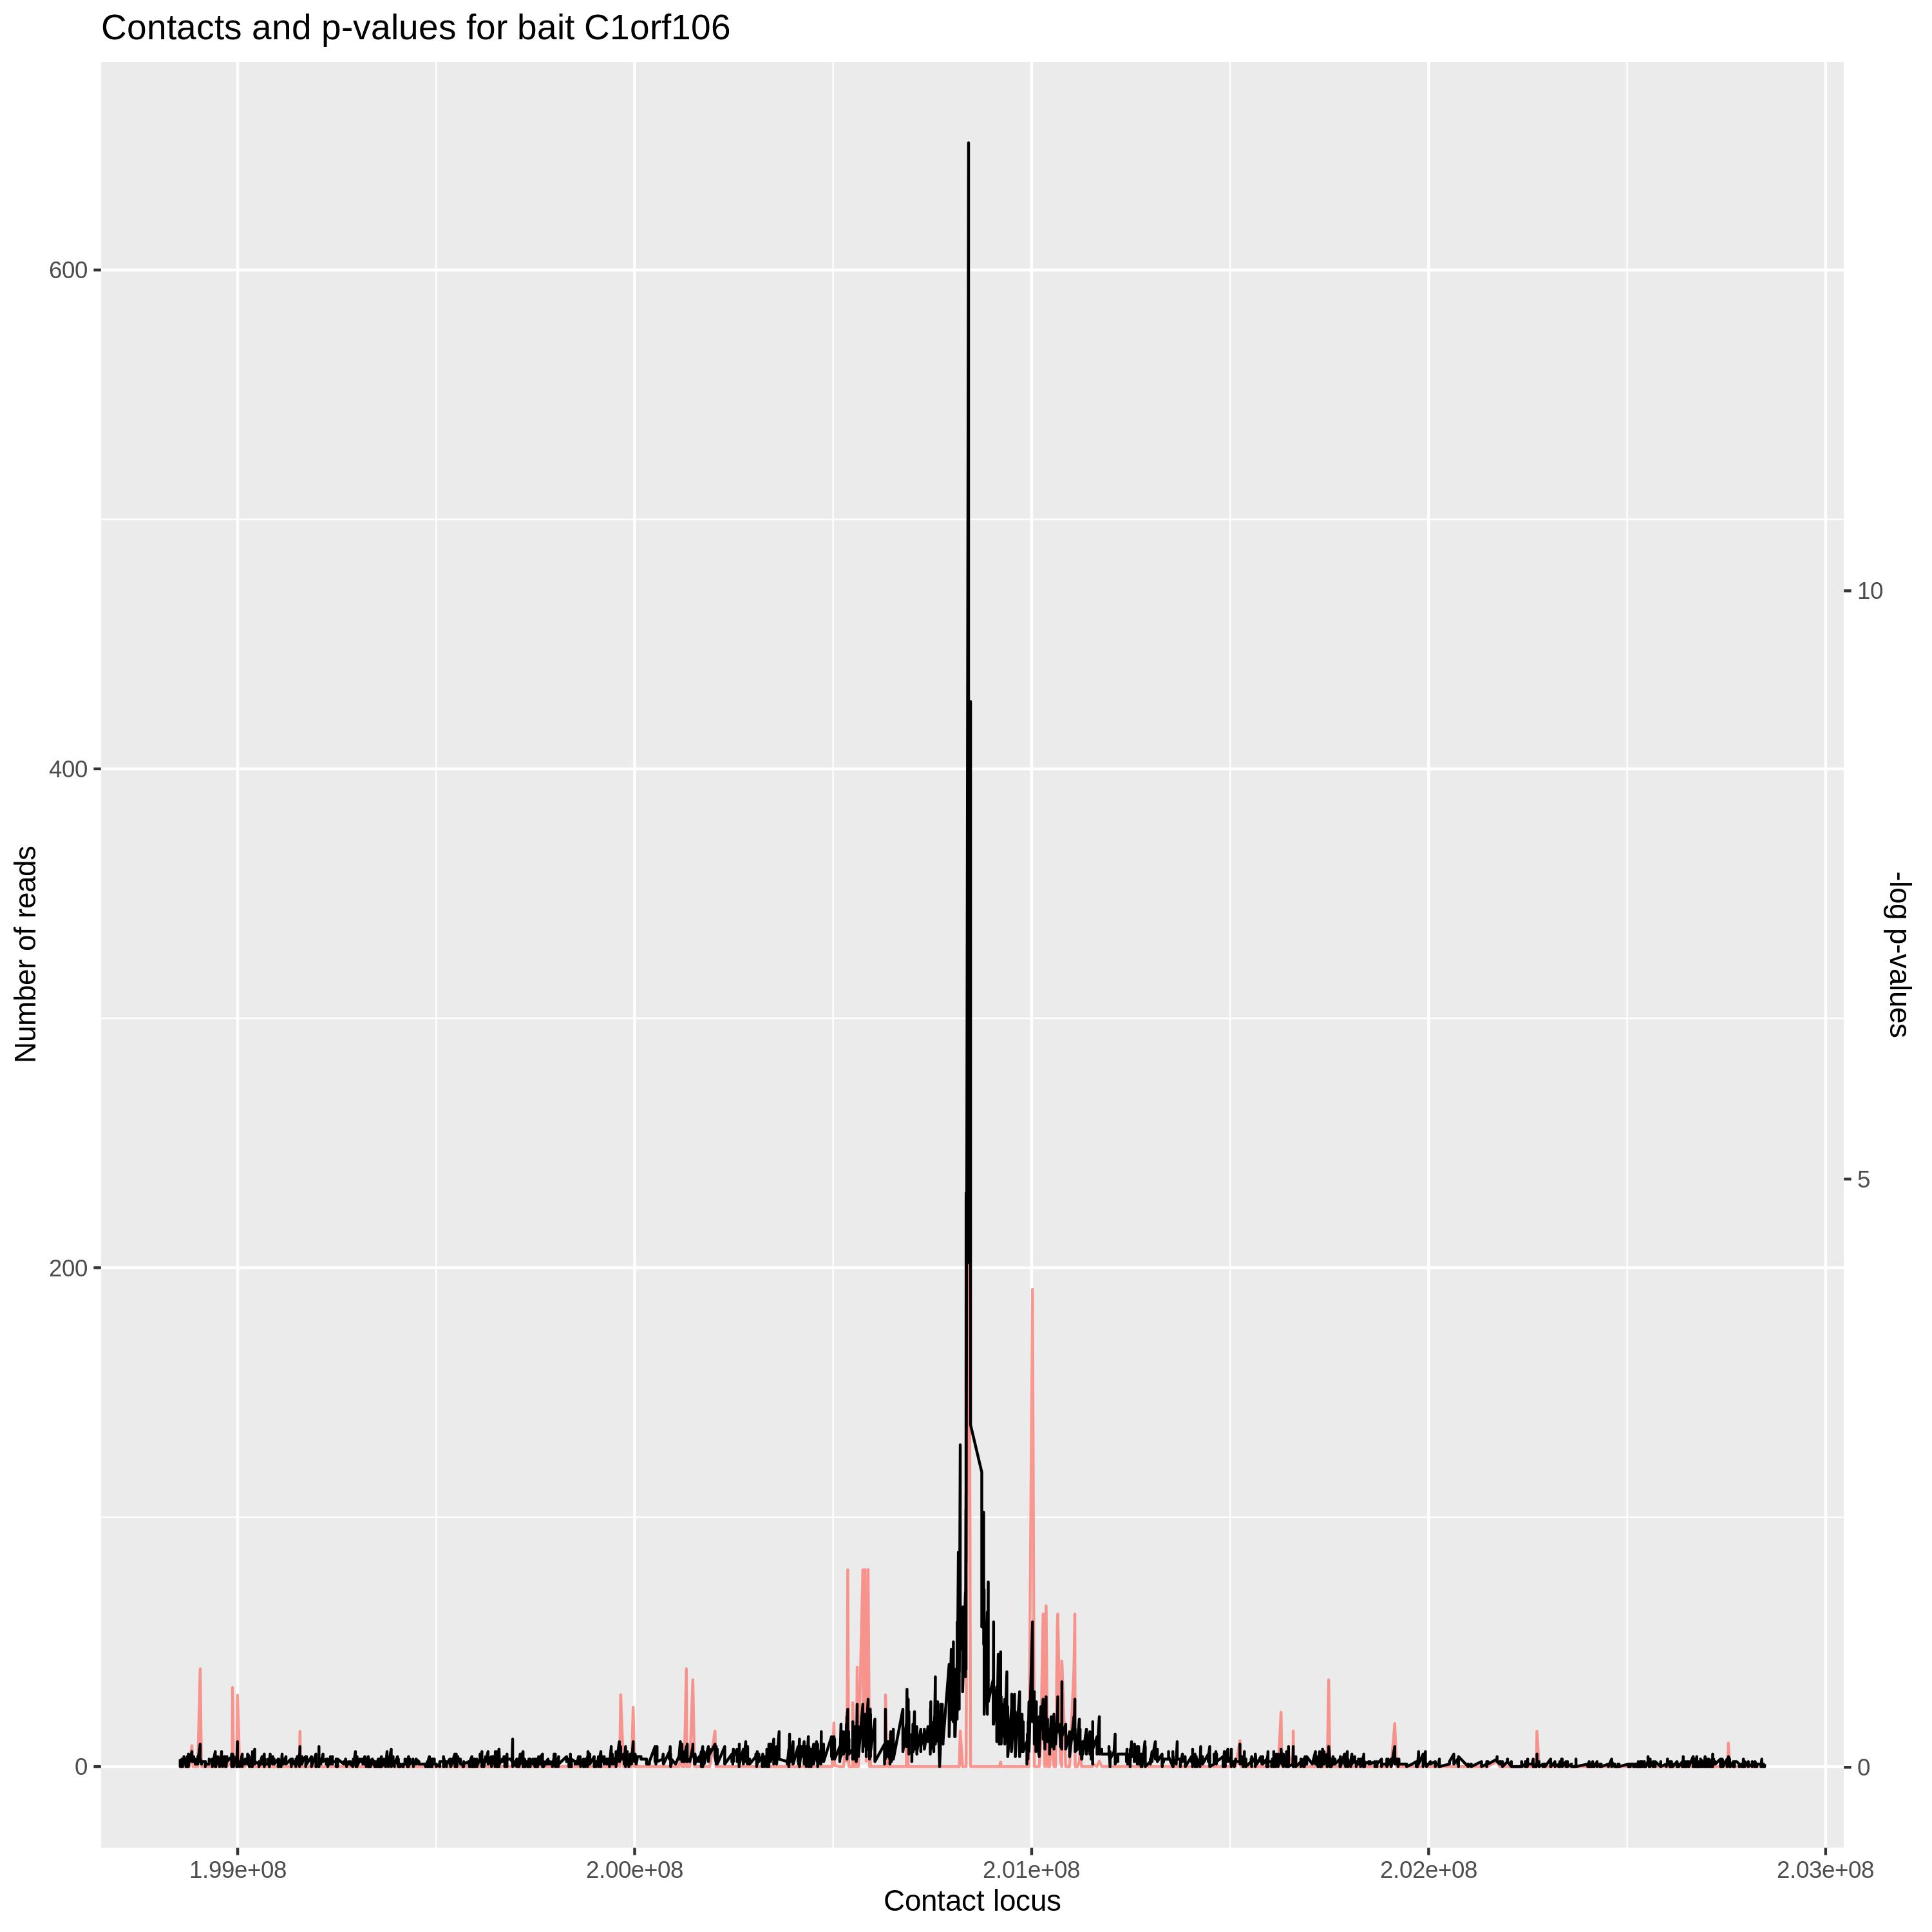 Contacts and p-values for bait C1orf106
600
400
200
0
Number of reads
10
5
0
-log p-values
1.99e+08
2.00e+08
2.01e+08
2.02e+08
2.03e+08
Contact locus